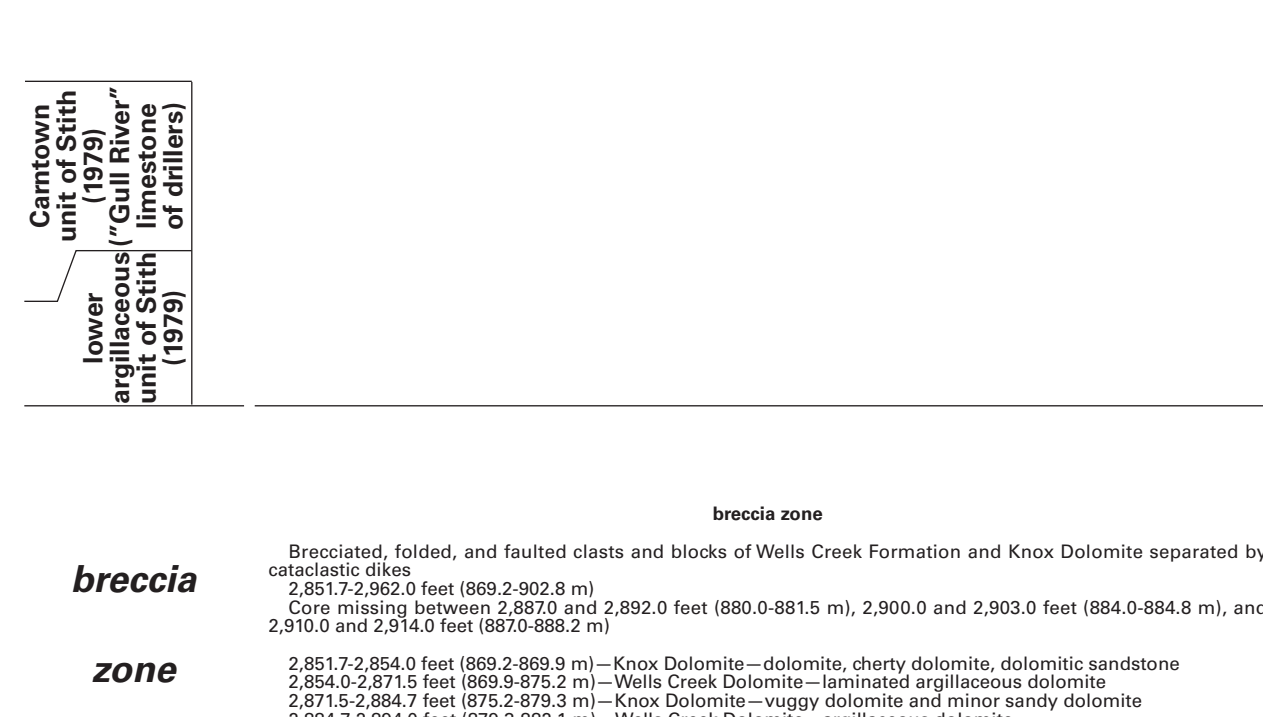 Carntown
unit of Stith
(1979)
("Gull River"
limestone
of drillers)
lower
argillaceous
unit of Stith
(1979)
breccia zone
breccia
zone
Brecciated, folded, and faulted clasts and blocks of Wells Creek Formation and Knox Dolomite separated by
cataclastic dikes
2,851.7-2,962.0 feet (869.2-902.8 m)
Core missing between 2,887.0 and 2,892.0 feet (880.0-881.5 m), 2,900.0 and 2,903.0 feet (884.0-884.8 m), and
2,910.0 and 2,914.0 feet (887.0-888.2 m)
2,851.7-2,854.0 feet (869.2-869.9 m)—Knox Dolomite—dolomite, cherty dolomite, dolomitic sandstone
2,854.0-2,871.5 feet (869.9-875.2 m)—Wells Creek Dolomite—laminated argillaceous dolomite
2,871.5-2,884.7 feet (875.2-879.3 m)—Knox Dolomite—vuggy dolomite and minor sandy dolomite